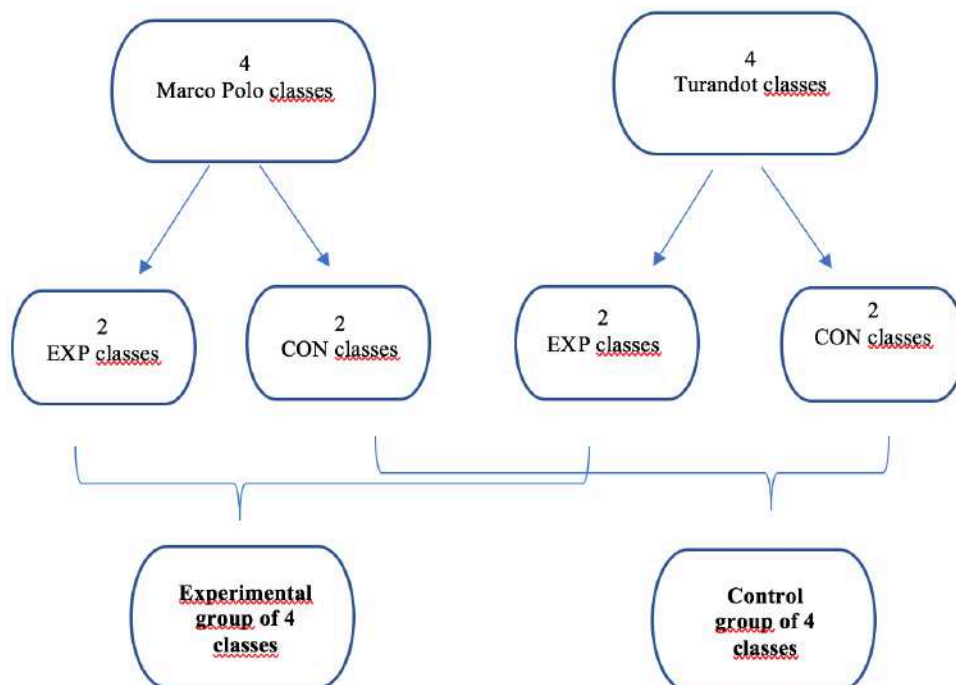 4
Marco Polo classes
4
Turandot classes
2
EXP classes
2
CON classes
2
EXP classes
2
CON classes
Experimental
group of 4
classes
Control
group of 4
classes